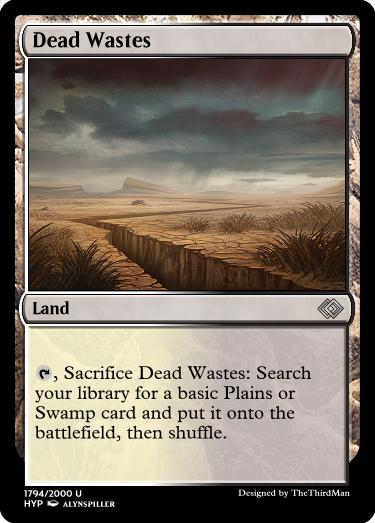 Dead Wastes
Land
, Sacrifice Dead Wastes: Search
your library for a basic Plains or
Swamp card and put it onto the
battlefield, then shuffle.
1794/2000 U
HYP ALYNSPILLER
Designed by TheThirdMan